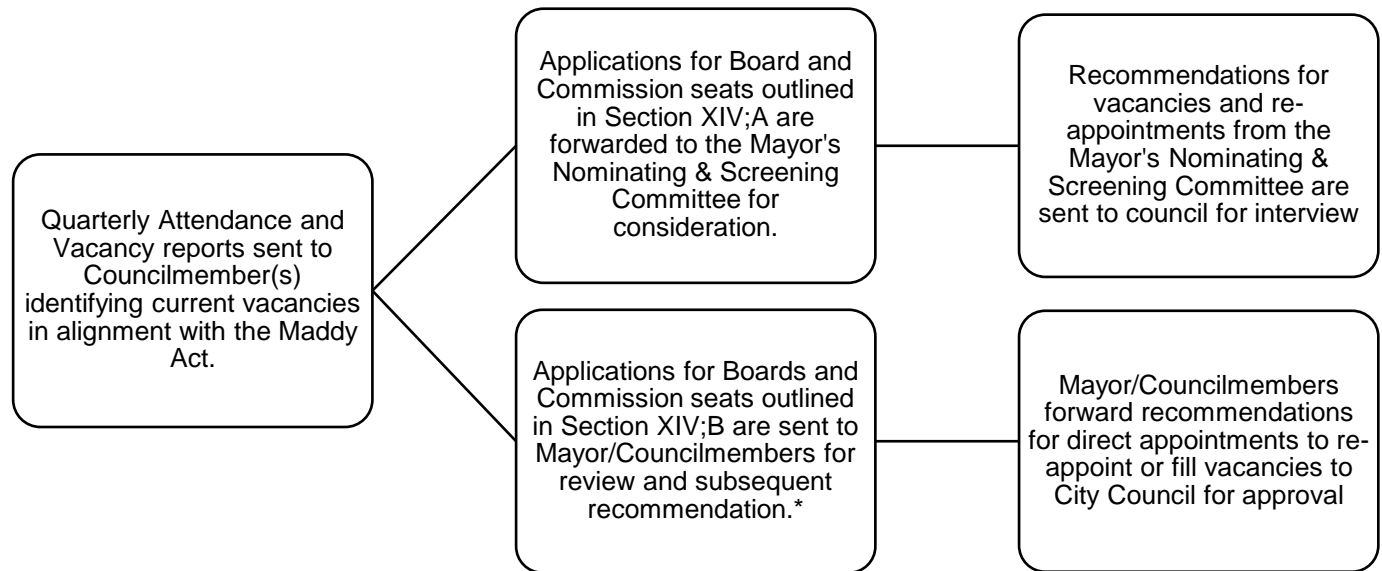 Quarterly Attendance and
Vacancy reports sent to
Councilmember(s)
identifying current vacancies
in alignment with the Maddy
Act.
Applications for Board and
Commission seats outlined
in Section XIV;A are
forwarded to the Mayor's
Nominating & Screening
Committee for
consideration.
Recommendations for
vacancies and re-
appointments from the
Mayor's Nominating &
Screening Committee are
sent to council for interview
Applications for Boards and
Commission seats outlined
in Section XIV;B are sent to
Mayor/Councilmembers for
review and subsequent
recommendation.*
Mayor/Councilmembers
forward recommendations
for direct appointments to re-
appoint or fill vacancies to
City Council for approval